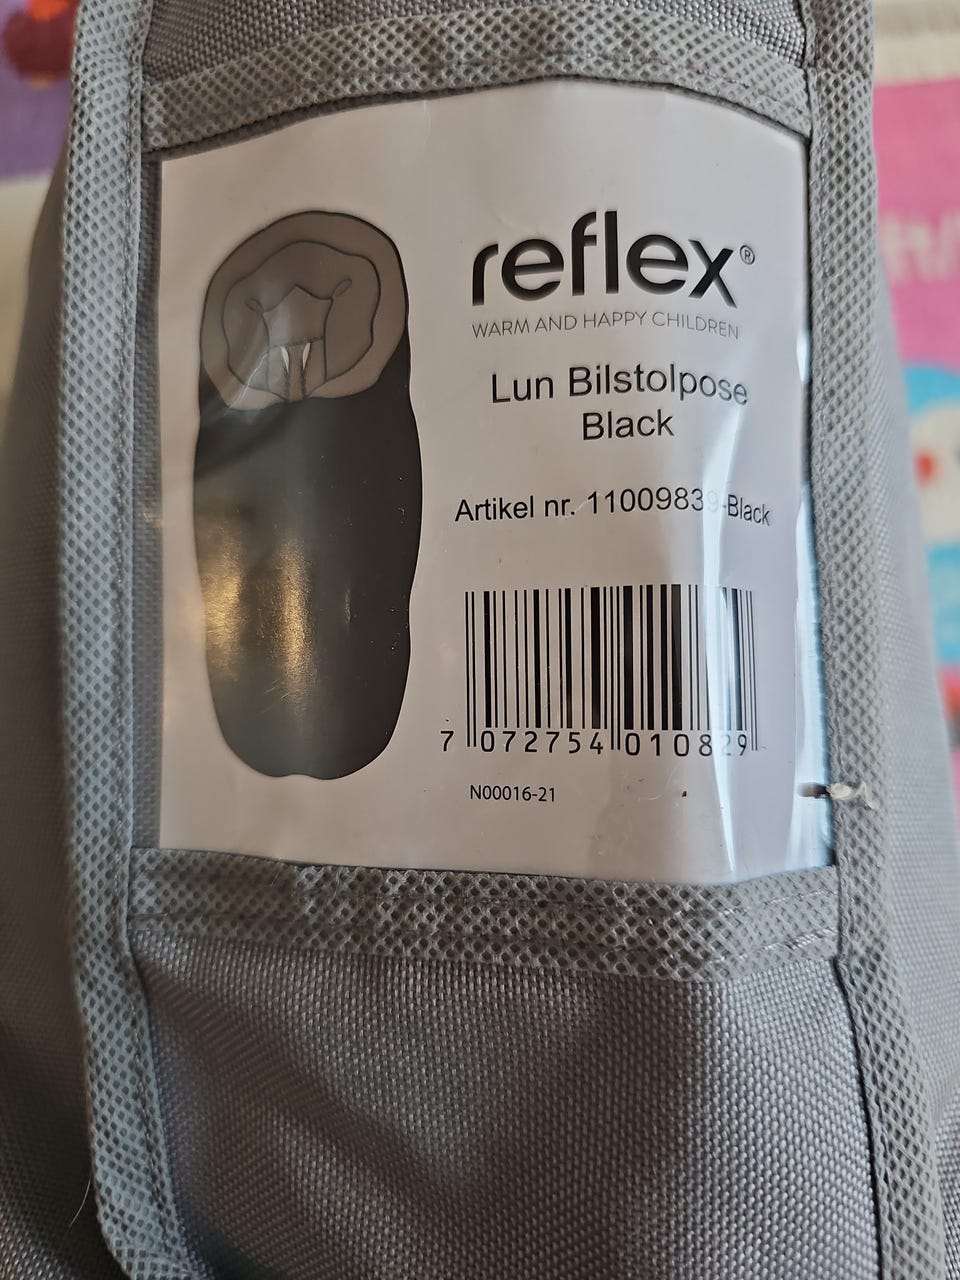 reflex®
WARM AND HAPPY CHILDREN
Lun Bilstolpose
Black
Artikel nr. 11009839-Black
7 072754 010829
N00016-21